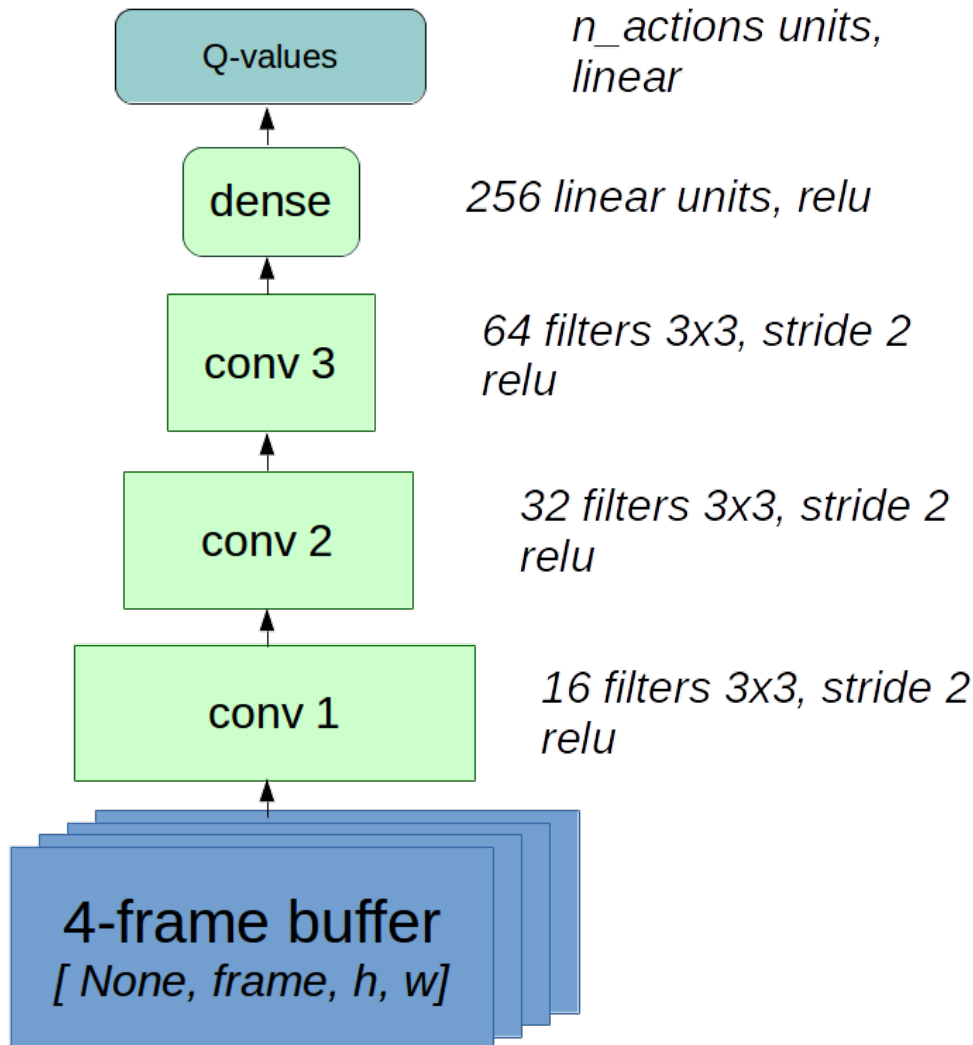 Q-values
n_actions units,
linear
dense
256 linear units, relu
conv 3
64 filters 3x3, stride 2
relu
conv 2
32 filters 3x3, stride 2
relu
conv 1
16 filters 3x3, stride 2
relu
4-frame buffer
[ None, frame, h, w]